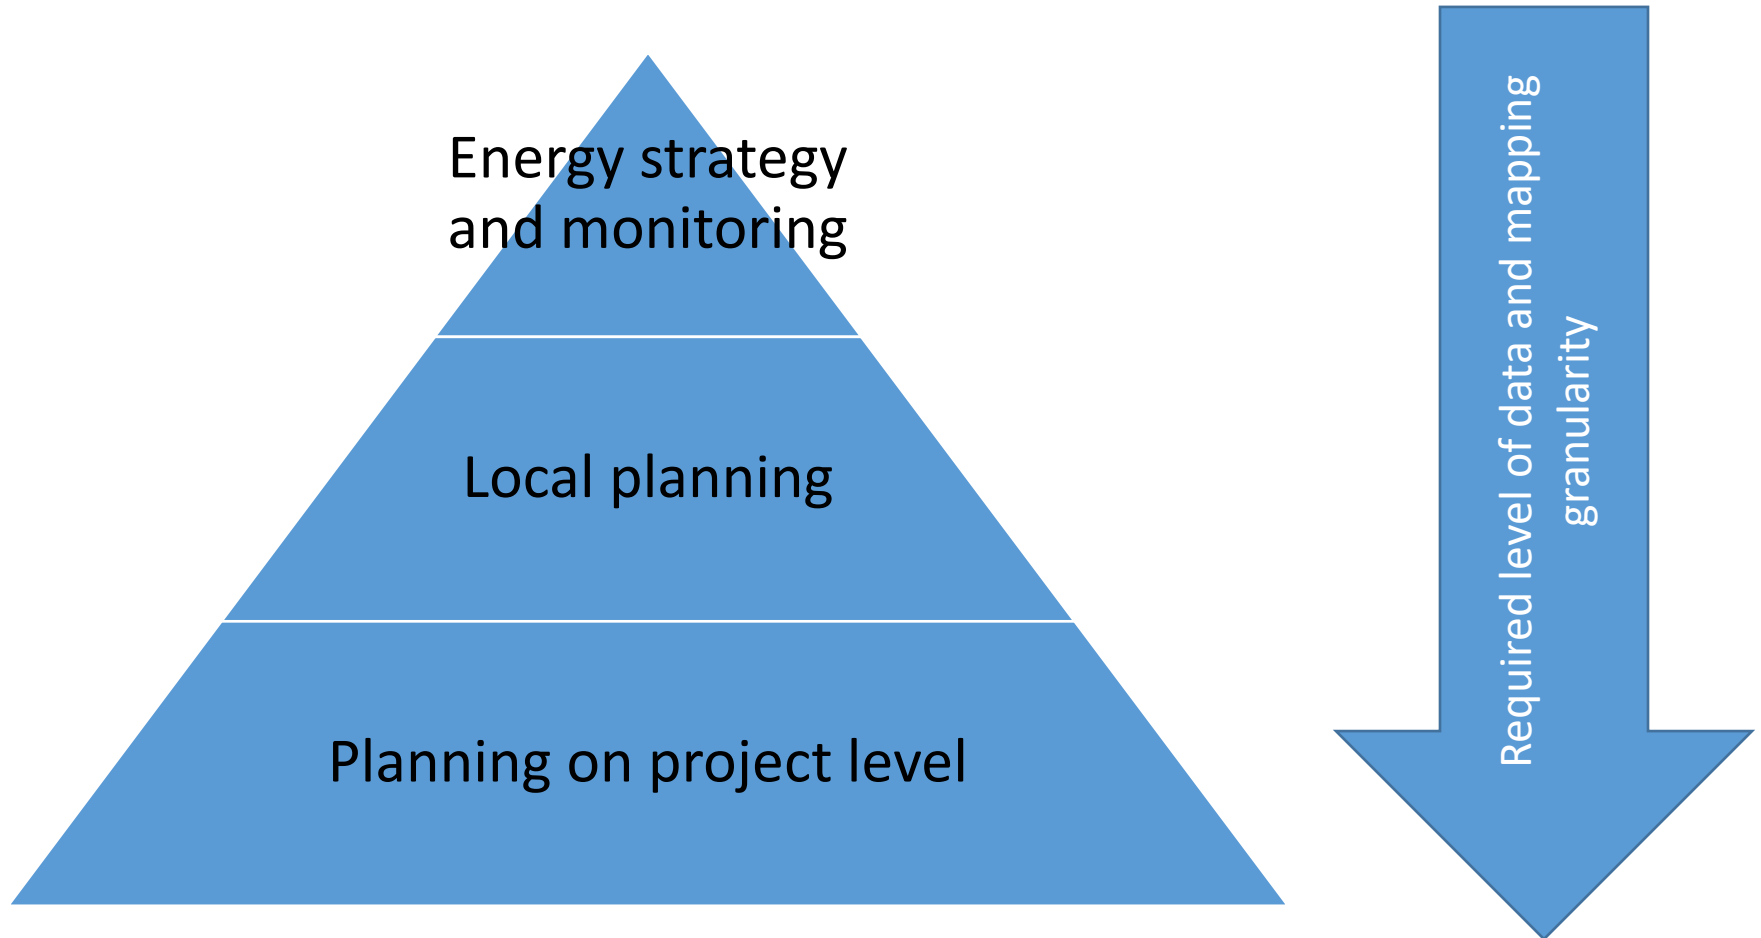 Energy strategy
and monitoring
Local planning
Planning on project level
Required level of data and mapping
granularity